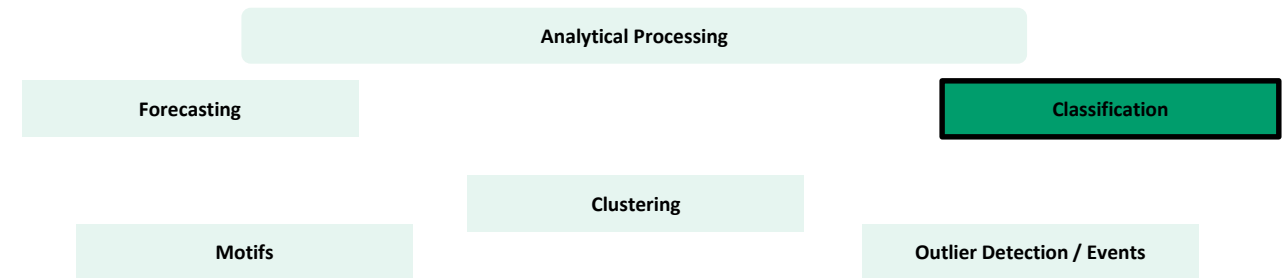 Analytical Processing
Forecasting
Classification
Clustering
Motifs
Outlier Detection / Events